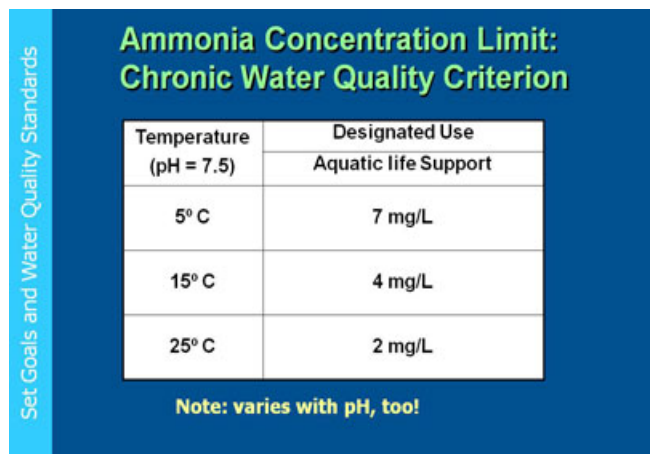 Set Goals and Water Quality Standards
Ammonia Concentration Limit:
Chronic Water Quality Criterion
Temperature
(pH = 7.5)
Designated Use
Aquatic life Support
5º C
7 mg/L
15º C
4 mg/L
25º C
2 mg/L
Note: varies with pH, too!